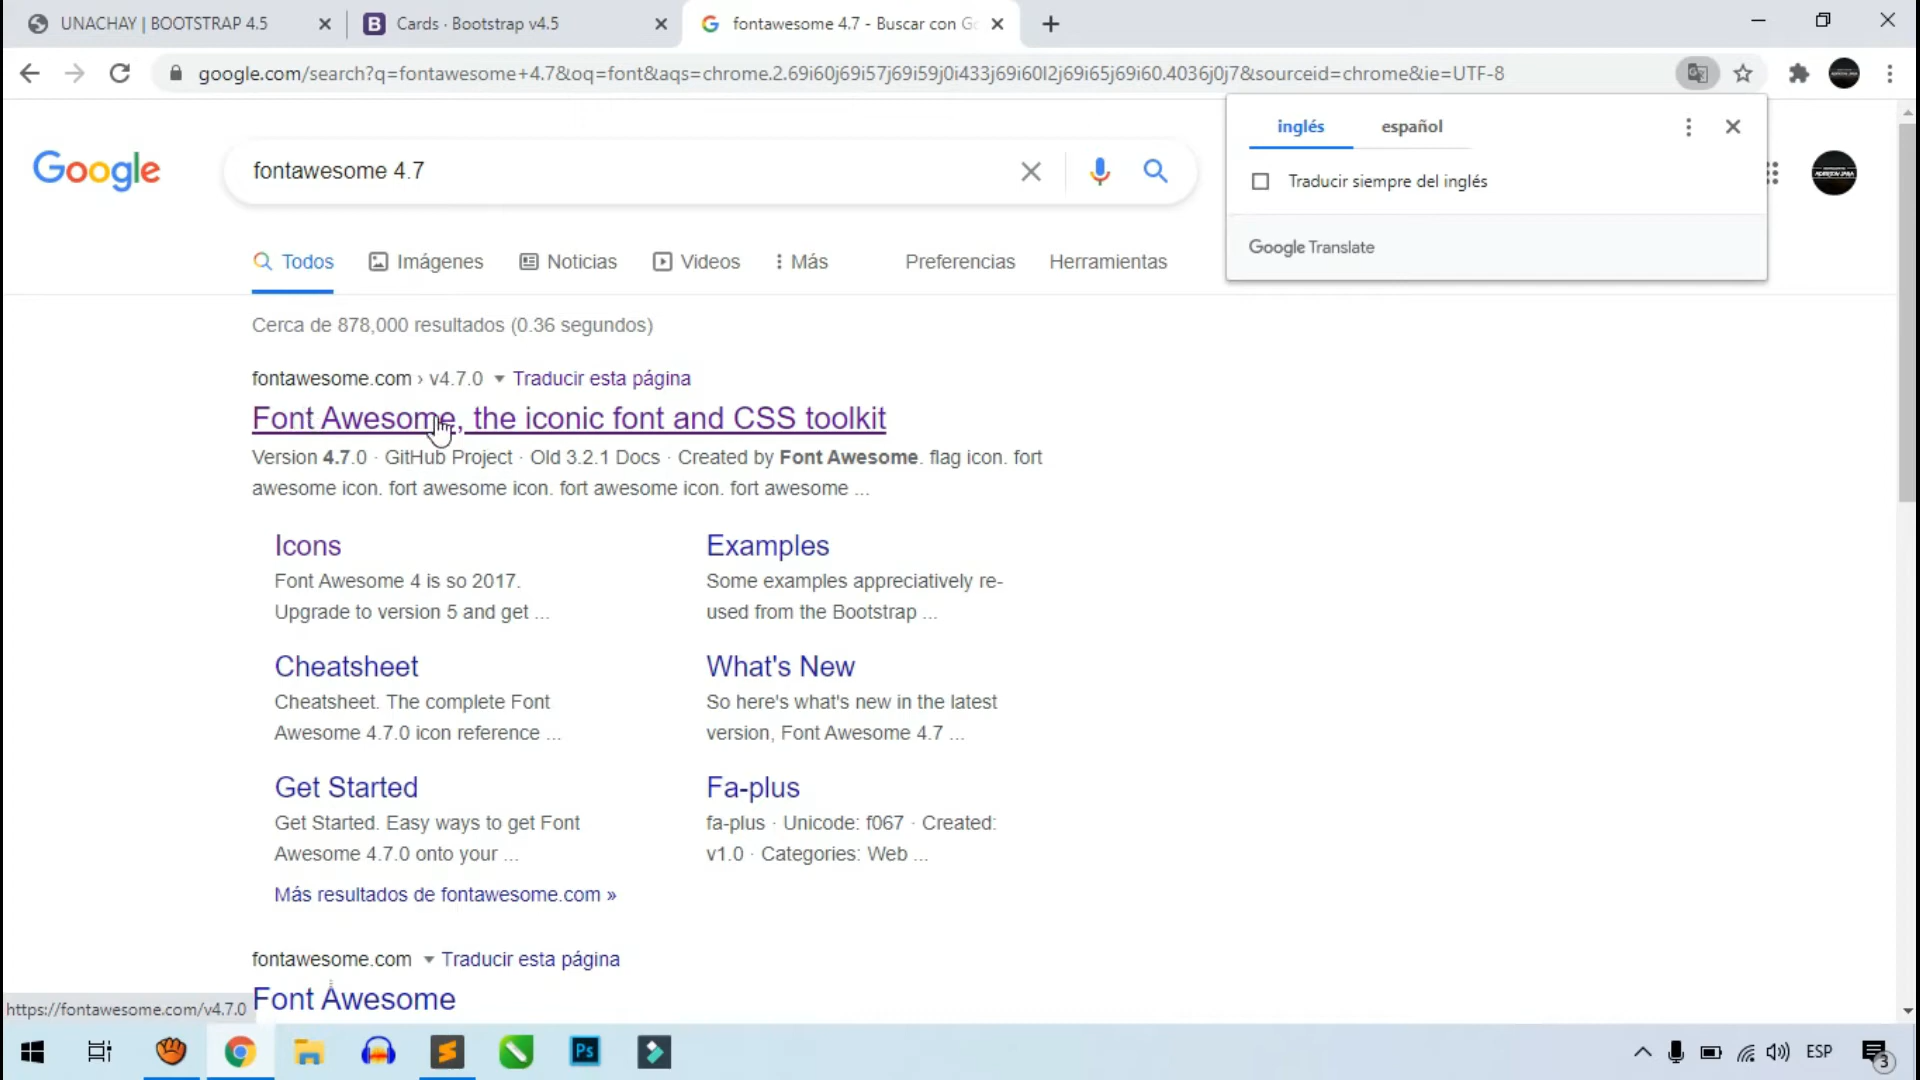 UNACHAY | BOOTSTRAP 4.5
Cards · Bootstrap v4.5
fontawesome 4.7 - Buscar con Go
google.com/search?q=fontawesome+4.7&oq=font&aqs=chrome.2.69i60j69i57j69i59j0i433j69i60l2j69i65j69i60.4036j0j7&sourceid=chrome&ie=UTF-8
inglés español
Traducir siempre del inglés
Google Translate
Google
fontawesome 4.7
Todos Imágenes Noticias Videos Más Preferencias Herramientas
Cerca de 878,000 resultados (0.36 segundos)
fontawesome.com › v4.7.0 Traducir esta página
Font Awesome, the iconic font and CSS toolkit
Version 4.7.0 · GitHub Project · Old 3.2.1 Docs · Created by Font Awesome. flag icon. fort
awesome icon. fort awesome icon. fort awesome icon. fort awesome ...
Icons
Font Awesome 4 is so 2017.
Upgrade to version 5 and get ...
Examples
Some examples appreciatively re-
used from the Bootstrap ...
Cheatsheet
Cheatsheet. The complete Font
Awesome 4.7.0 icon reference ...
What's New
So here's what's new in the latest
version, Font Awesome 4.7 ...
Get Started
Get Started. Easy ways to get Font
Awesome 4.7.0 onto your ...
Fa-plus
fa-plus · Unicode: f067 · Created:
v1.0 · Categories: Web ...
Más resultados de fontawesome.com »
fontawesome.com Traducir esta página
Font Awesome
https://fontawesome.com/v4.7.0
Ps
ESP
3